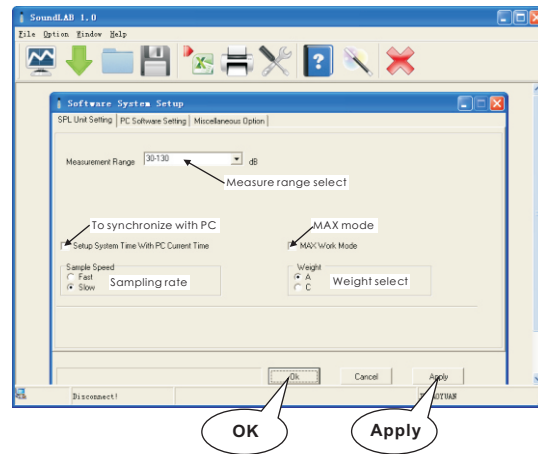 SoundLAB 1.0
File Option Window Help
Software System Setup
SPL Unit Setting PC Software Setting Miscellaneous Option
Measurement Range 30-130 dB
Measure range select
To synchronize with PC MAX mode
Setup System Time With PC Current Time MAX Work Mode
Sample Speed Weight
Fast A
Slow Sampling rate C Weight select
Ok Cancel Apply
Disconnect!
OK Apply